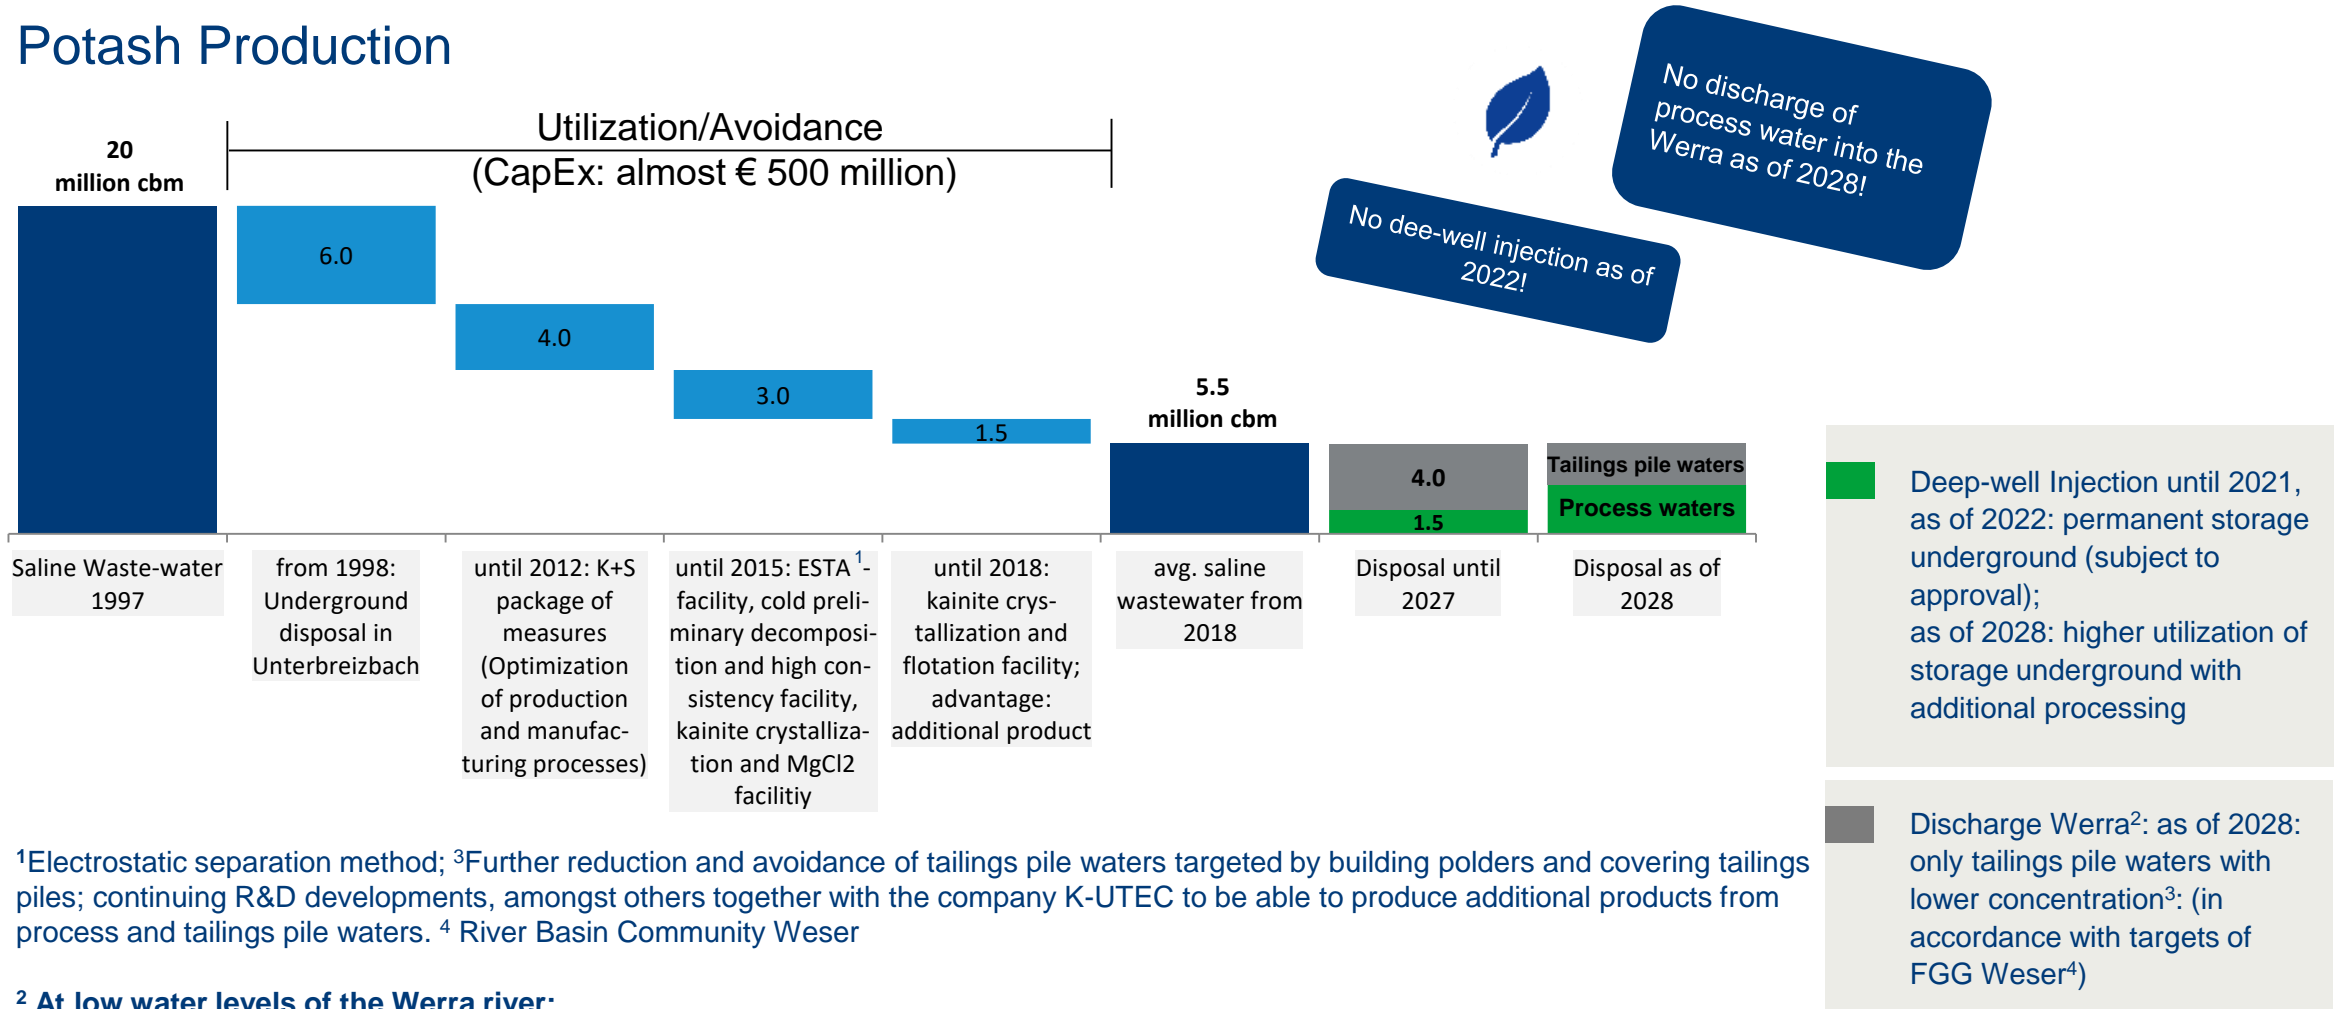 Potash Production
20
million cbm
Utilization/Avoidance
(CapEx: almost € 500 million)
No discharge of
process water into the
Werra as of 2028!
No dee-well injection as of
2022!
6.0
4.0
3.0
1.5
5.5
million cbm
4.0
1.5
Tailings pile waters
Process waters
Saline Waste-water
1997
from 1998:
Underground
disposal in
Unterbreizbach
until 2012: K+S
package of
measures
(Optimization
of production
and manufac-
turing processes)
until 2015: ESTA 1-
facility, cold preli-
minary decomposi-
tion and high con-
sistency facility,
kainite crystalliza-
tion and MgCl2
facilitiy
until 2018:
kainite crys-
tallization and
flotation facility;
advantage:
additional product
avg. saline
wastewater from
2018
Disposal until
2027
Disposal as of
2028
Deep-well Injection until 2021,
as of 2022: permanent storage
underground (subject to
approval);
as of 2028: higher utilization of
storage underground with
additional processing
Discharge Werra²: as of 2028:
only tailings pile waters with
lower concentration³: (in
accordance with targets of
FGG Weser⁴)
¹Electrostatic separation method; ³Further reduction and avoidance of tailings pile waters targeted by building polders and covering tailings
piles; continuing R&D developments, amongst others together with the company K-UTEC to be able to produce additional products from
process and tailings pile waters. ⁴ River Basin Community Weser
² At low water levels of the Werra river: